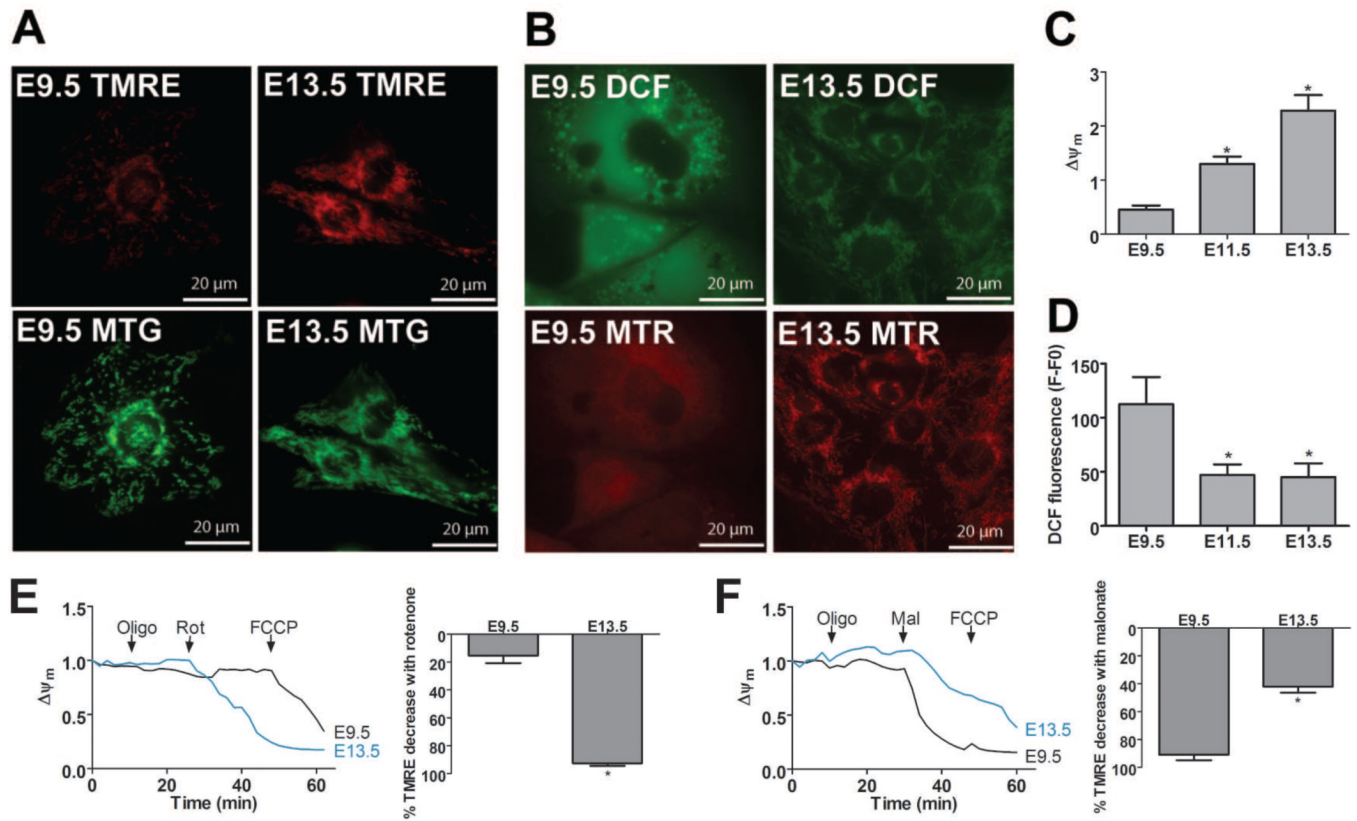 A
B
C
E9.5 TMRE
E13.5 TMRE
20 µm
20 µm
E9.5 MTG
E13.5 MTG
20 µm
20 µm
E9.5 DCF
E13.5 DCF
20 µm
20 µm
E9.5 MTR
E13.5 MTR
20 µm
20 µm
Δψm
3
2
1
0
*
*
E9.5
E11.5
E13.5
D
DCF fluorescence (F-F0)
150
100
50
0
*
*
E9.5
E11.5
E13.5
E
Δψm
1.5
1.0
0.5
0.0
Oligo
Rot
FCCP
E9.5
E13.5
0
20
40
60
Time (min)
% TMRE decrease with rotenone
0
20
40
60
80
100
E9.5
E13.5
*
F
Δψm
1.5
1.0
0.5
0.0
Oligo
Mal
FCCP
E13.5
E9.5
0
20
40
60
Time (min)
% TMRE decrease with malonate
0
20
40
60
80
100
E9.5
E13.5
*